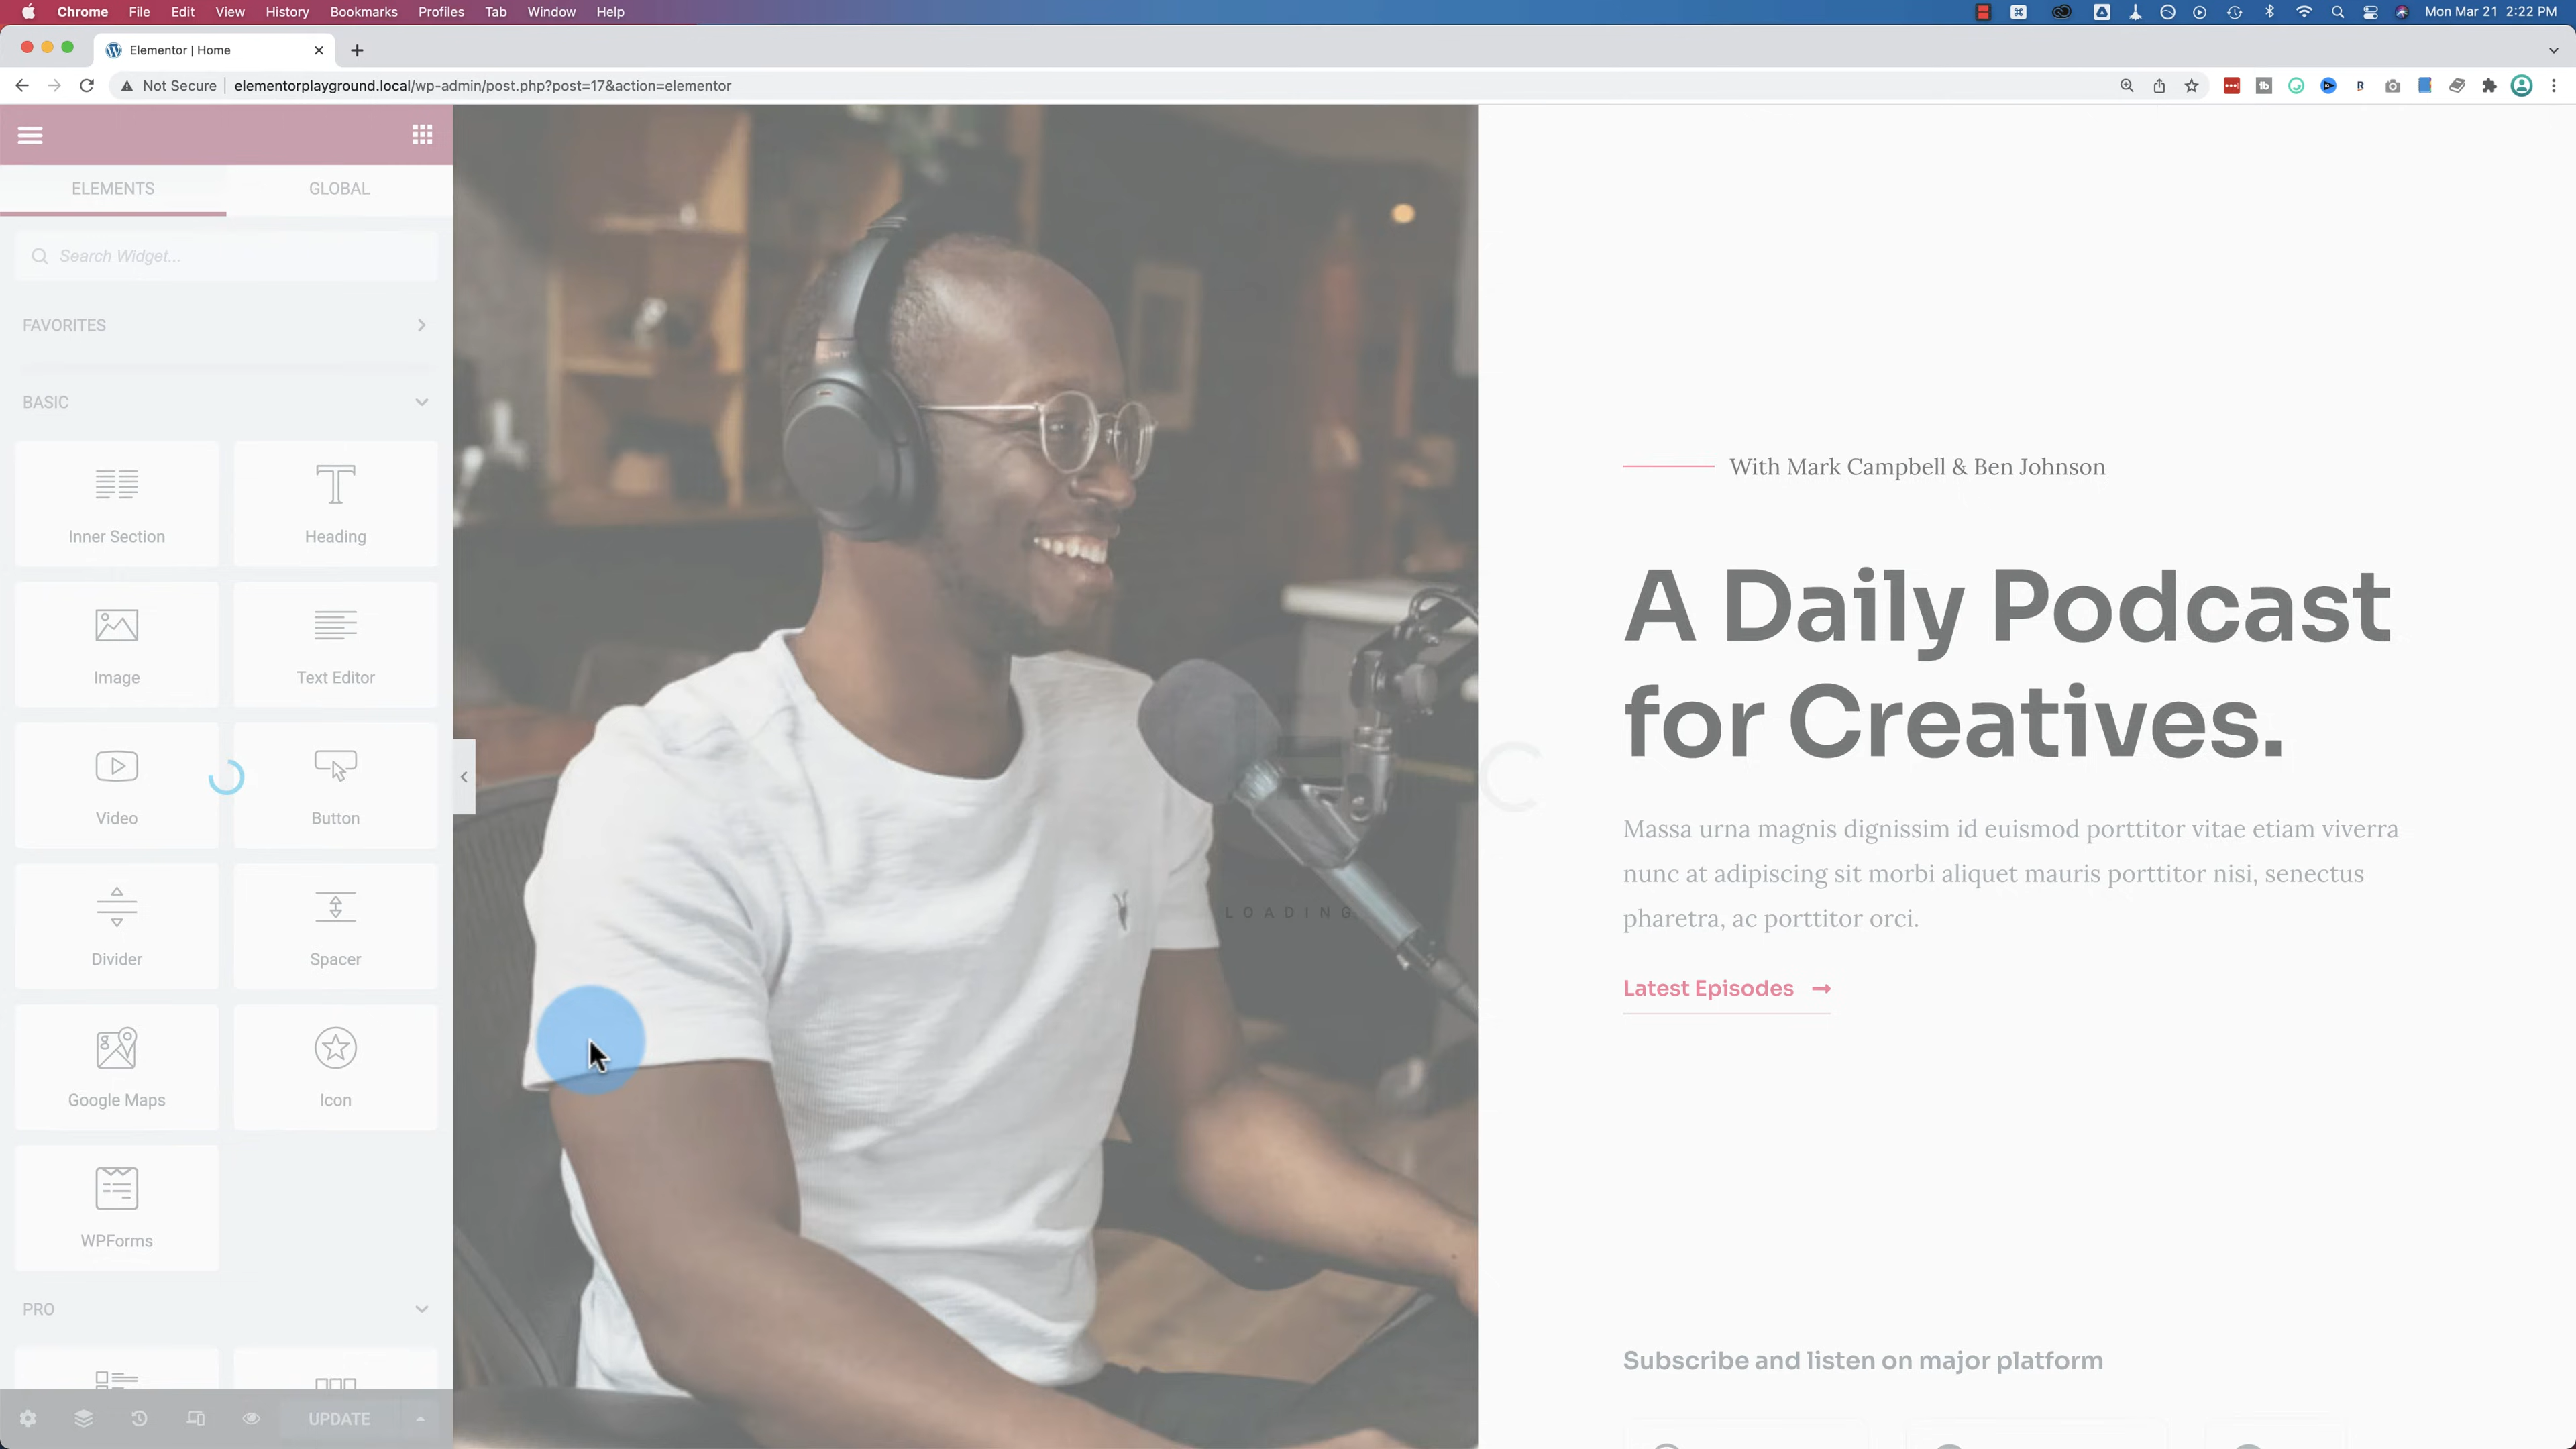 Chrome File Edit View History Bookmarks Profiles Tab Window Help Mon Mar 21 2:22 PM
Elementor | Home
Not Secure elementorplayground.local/wp-admin/post.php?post=17&action=elementor
ELEMENTS GLOBAL
Search Widget...
FAVORITES
BASIC
Inner Section Heading
Image Text Editor
Video Button
Divider Spacer
Google Maps Icon
WPForms
PRO
UPDATE
With Mark Campbell & Ben Johnson
A Daily Podcast
for Creatives.
Massa urna magnis dignissim id euismod porttitor vitae etiam viverra
nunc at adipiscing sit morbi aliquet mauris porttitor nisi, senectus
pharetra, ac porttitor orci.
LOADING
Latest Episodes
Subscribe and listen on major platform